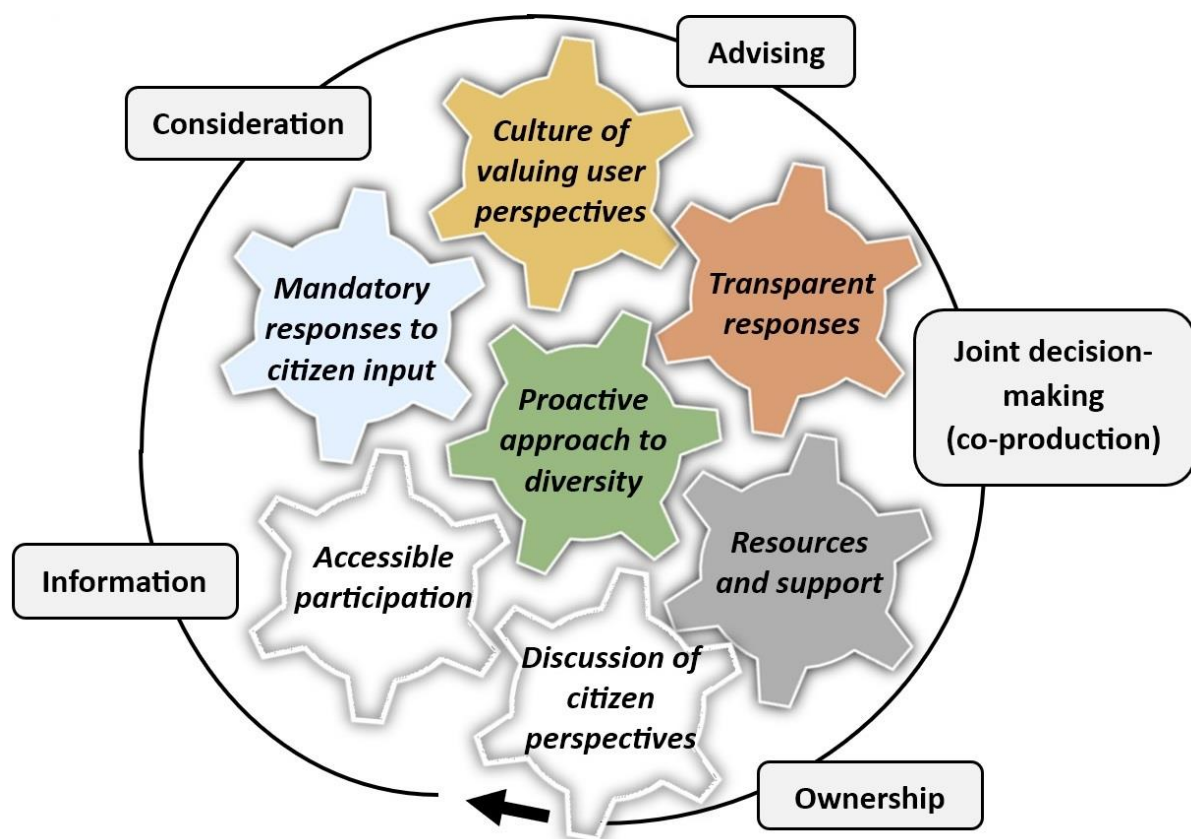 Advising
Consideration
Culture of
valuing user
perspectives
Mandatory
responses to
citizen input
Transparent
responses
Joint decision-
making
(co-production)
Proactive
approach to
diversity
Information
Accessible
participation
Resources
and support
Discussion of
citizen
perspectives
Ownership